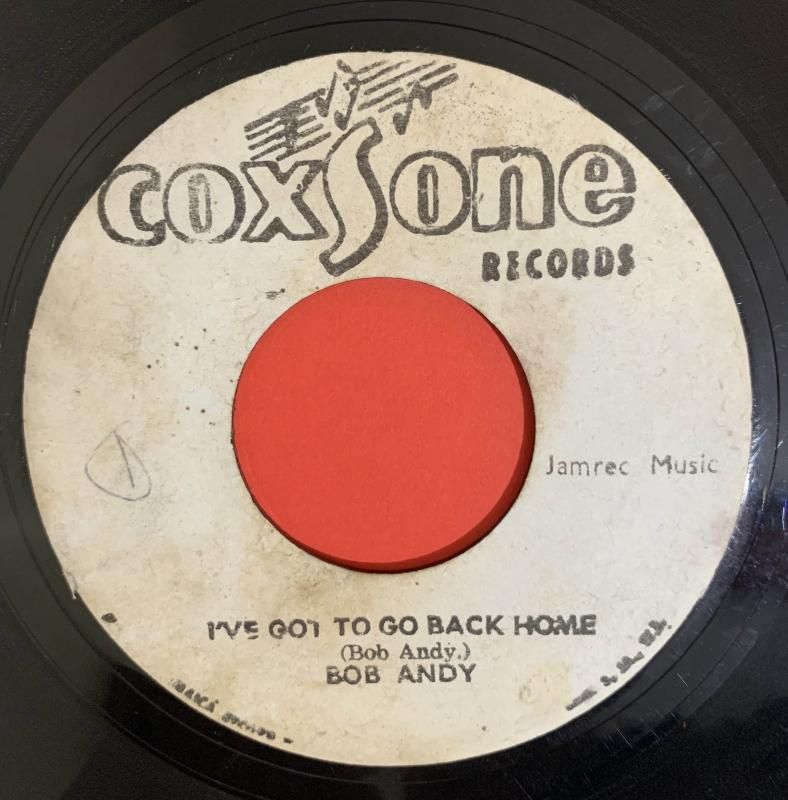 coxSone
RECORDS
Jamrec Music
I'VE GOT TO GO BACK HOME
(Bob Andy.)
BOB ANDY